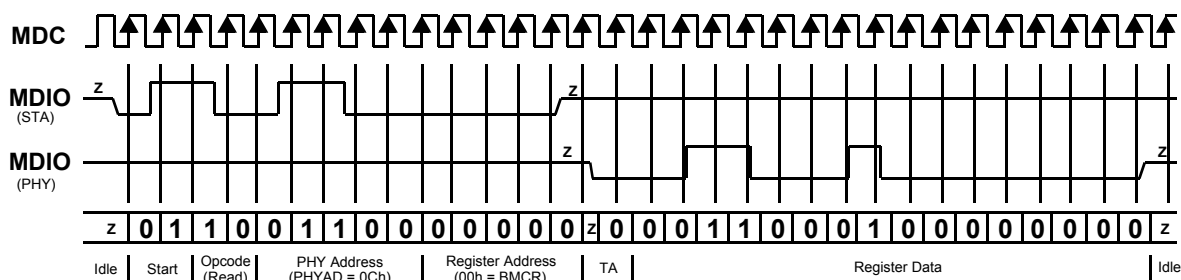 MDC
z z
MDIO
(STA)
MDIO z z
(PHY)
z 0 1 1 0 0 1 1 0 0 0 0 0 0 0 z 0 0 0 1 1 0 0 0 1 0 0 0 0 0 0 0 0 z
Idle Start Opcode PHY Address Register Address TA Register Data Idle
(Read) (PHYAD = 0Ch) (00h = BMCR)